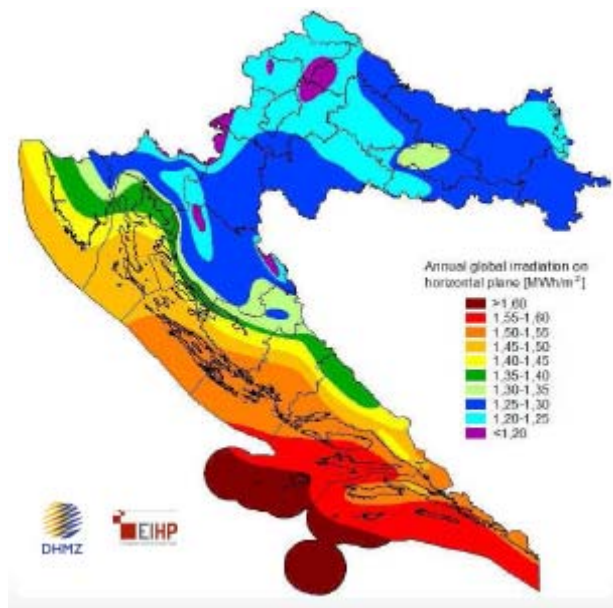 Annual global irradiation on
horizontal plane [MWh/m²]
>1,60
1,55-1,60
1,50-1,55
1,45-1,50
1,40-1,45
1,35-1,40
1,30-1,35
1,25-1,30
1,20-1,25
<1,20
DHMZ
EIHP